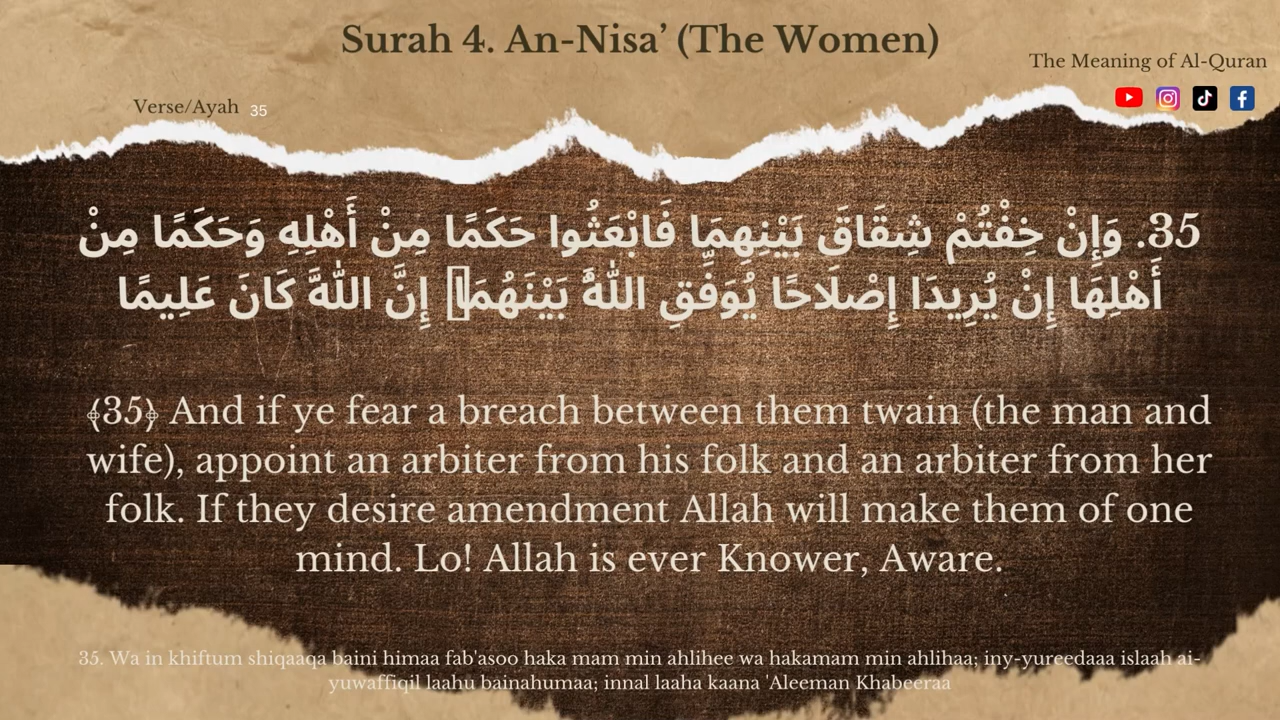 Surah 4. An-Nisa’ (The Women)
The Meaning of Al-Quran
Verse/Ayah 35
35. وَإِنْ خِفْتُمْ شِقَاقَ بَيْنِهِمَا فَابْعَثُوا حَكَمًا مِنْ أَهْلِهِ وَحَكَمًا مِنْ
أَهْلِهَا إِنْ يُرِيدَا إِصْلَاحًا يُوَفِّقِ اللَّهُ بَيْنَهُمَا إِنَّ اللَّهَ كَانَ عَلِيمًا
﴾35﴿ And if ye fear a breach between them twain (the man and
wife), appoint an arbiter from his folk and an arbiter from her
folk. If they desire amendment Allah will make them of one
mind. Lo! Allah is ever Knower, Aware.
35. Wa in khiftum shiqaaqa baini himaa fab'asoo haka mam min ahlihee wa hakamam min ahlihaa; iny-yureedaaa islaah ai-
yuwaffiqil laahu bainahumaa; innal laaha kaana 'Aleeman Khabeeraa